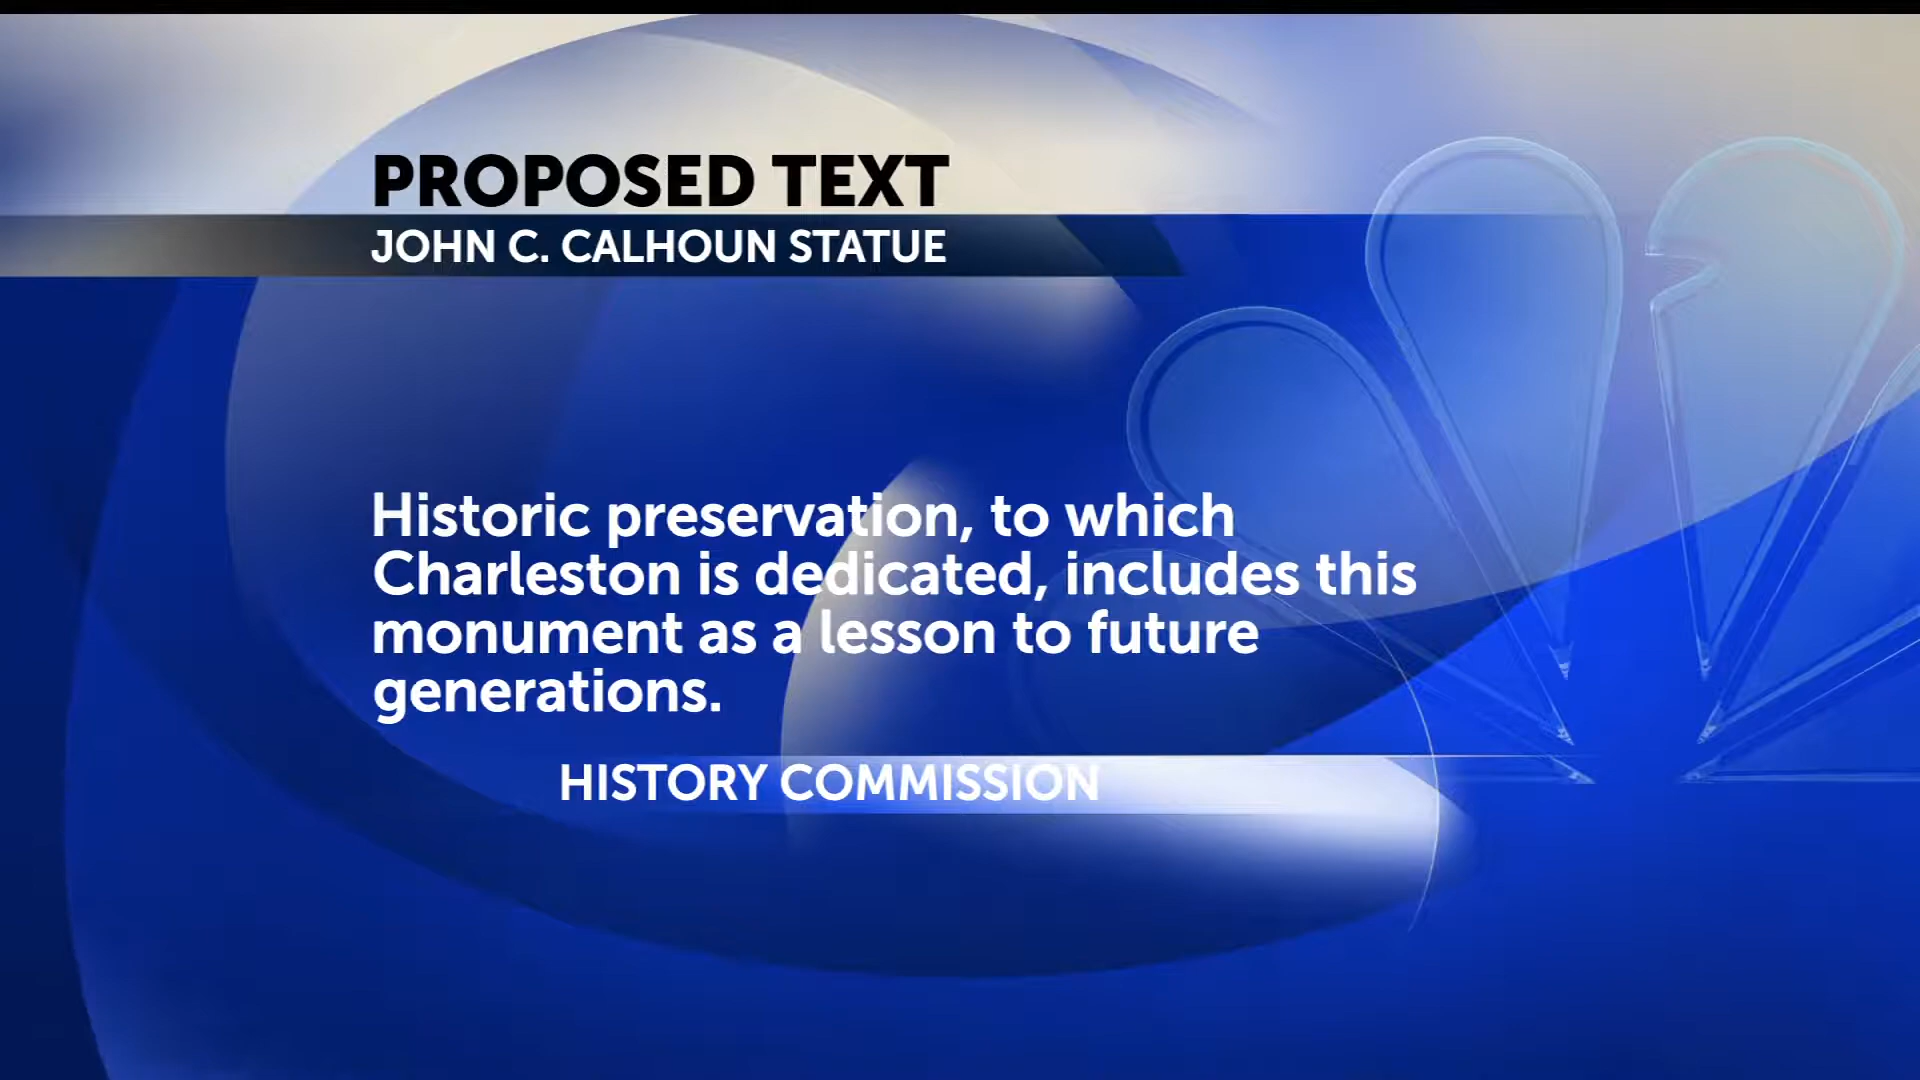 PROPOSED TEXT
JOHN C. CALHOUN STATUE
Historic preservation, to which
Charleston is dedicated, includes this
monument as a lesson to future
generations.
HISTORY COMMISSION